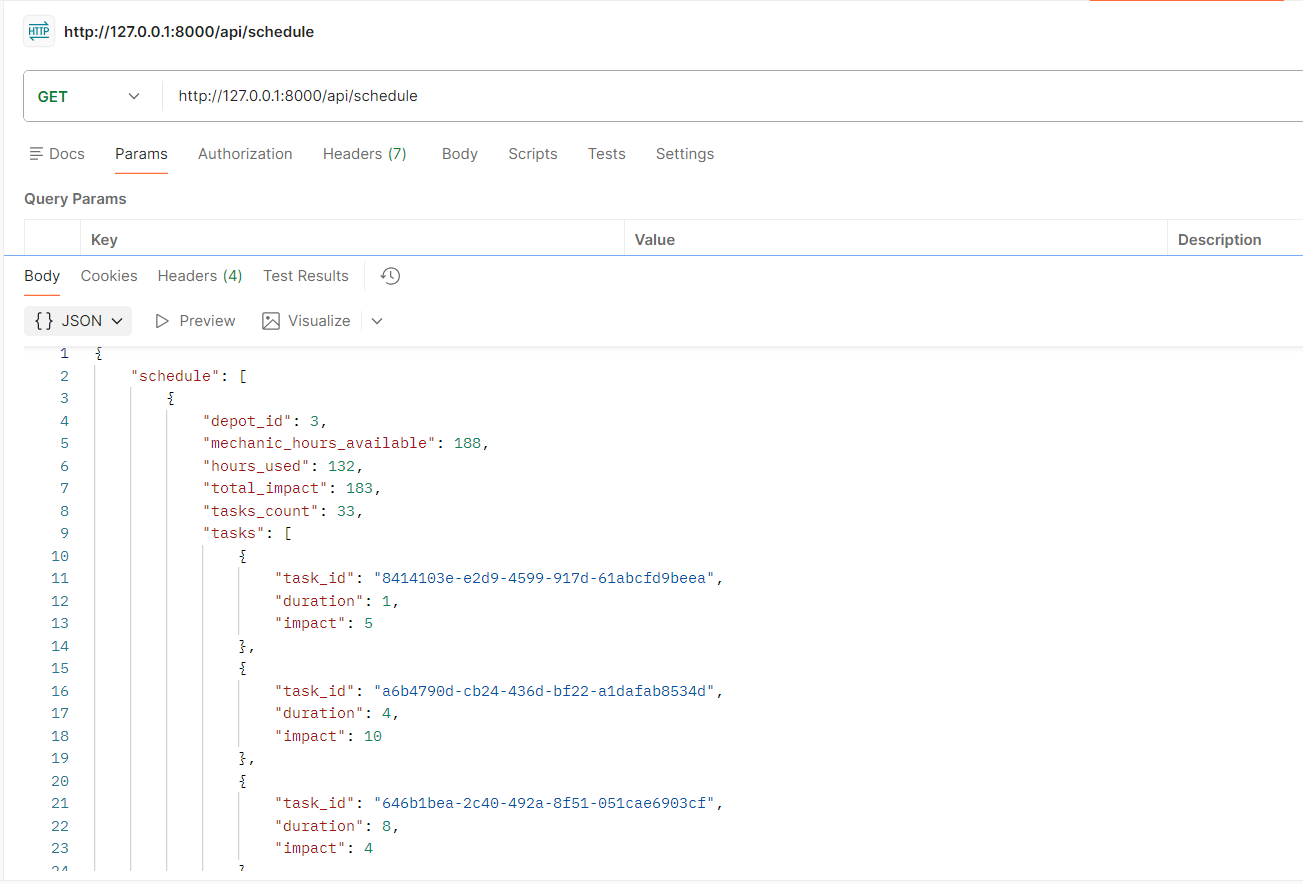 HTTP http://127.0.0.1:8000/api/schedule
GET http://127.0.0.1:8000/api/schedule
Docs Params Authorization Headers (7) Body Scripts Tests Settings
Query Params
Key Value Description
Body Cookies Headers (4) Test Results
{} JSON Preview Visualize
1 {
2 "schedule": [
3 {
4 "depot_id": 3,
5 "mechanic_hours_available": 188,
6 "hours_used": 132,
7 "total_impact": 183,
8 "tasks_count": 33,
9 "tasks": [
10 {
11 "task_id": "8414103e-e2d9-4599-917d-61abcfd9beea",
12 "duration": 1,
13 "impact": 5
14 },
15 {
16 "task_id": "a6b4790d-cb24-436d-bf22-a1dafab8534d",
17 "duration": 4,
18 "impact": 10
19 },
20 {
21 "task_id": "646b1bea-2c40-492a-8f51-051cae6903cf",
22 "duration": 8,
23 "impact": 4
24